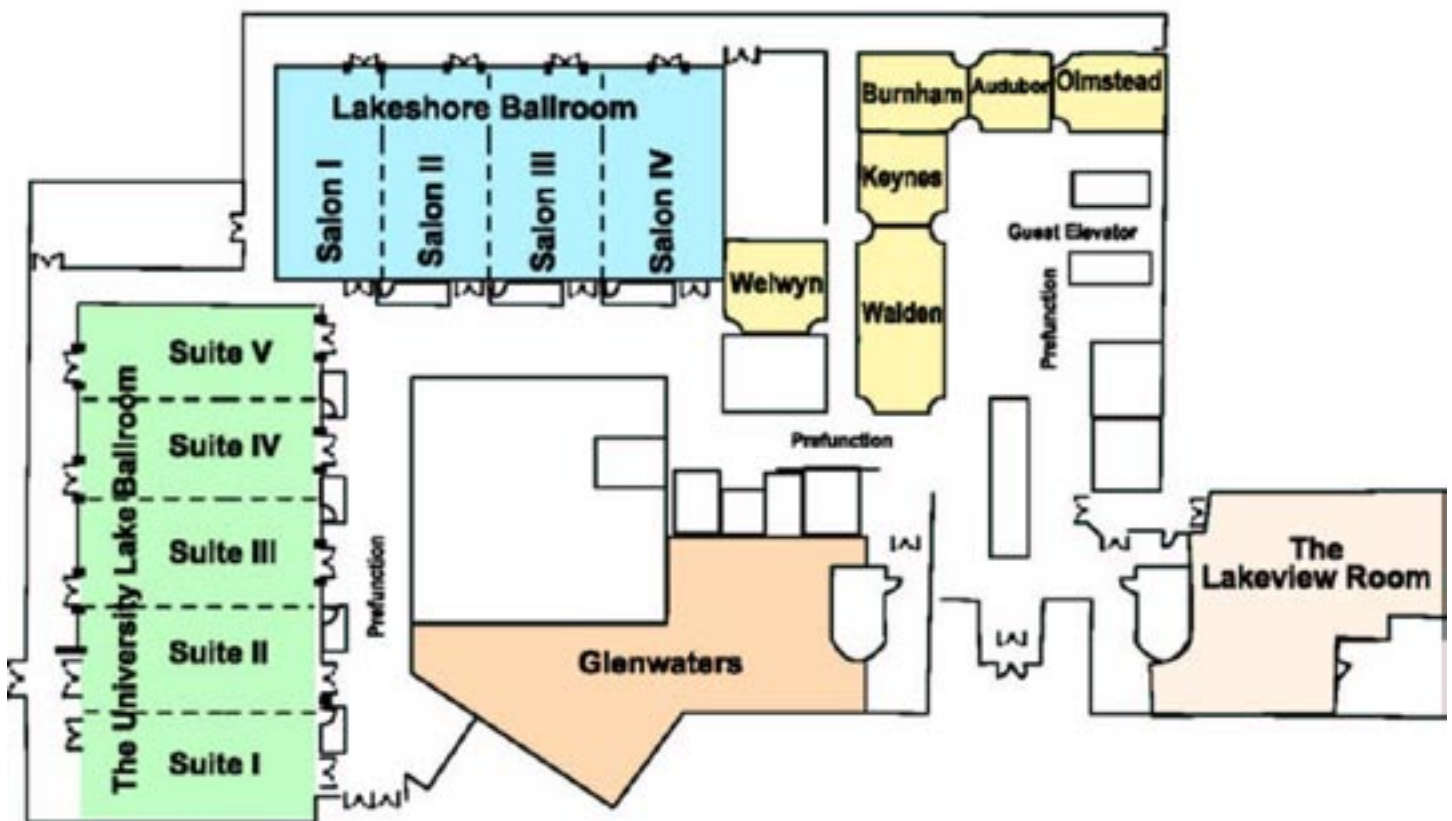 Lakeshore Ballroom
Salon I
Salon II
Salon III
Salon IV
Burnham
Audubor
Olmstead
Keynes
Guest Elevator
Welwyn
Walden
Prefunction
The University Lake Ballroom
Suite V
Suite IV
Suite III
Suite II
Suite I
Prefunction
Prefunction
Glenwaters
The
Lakeview Room